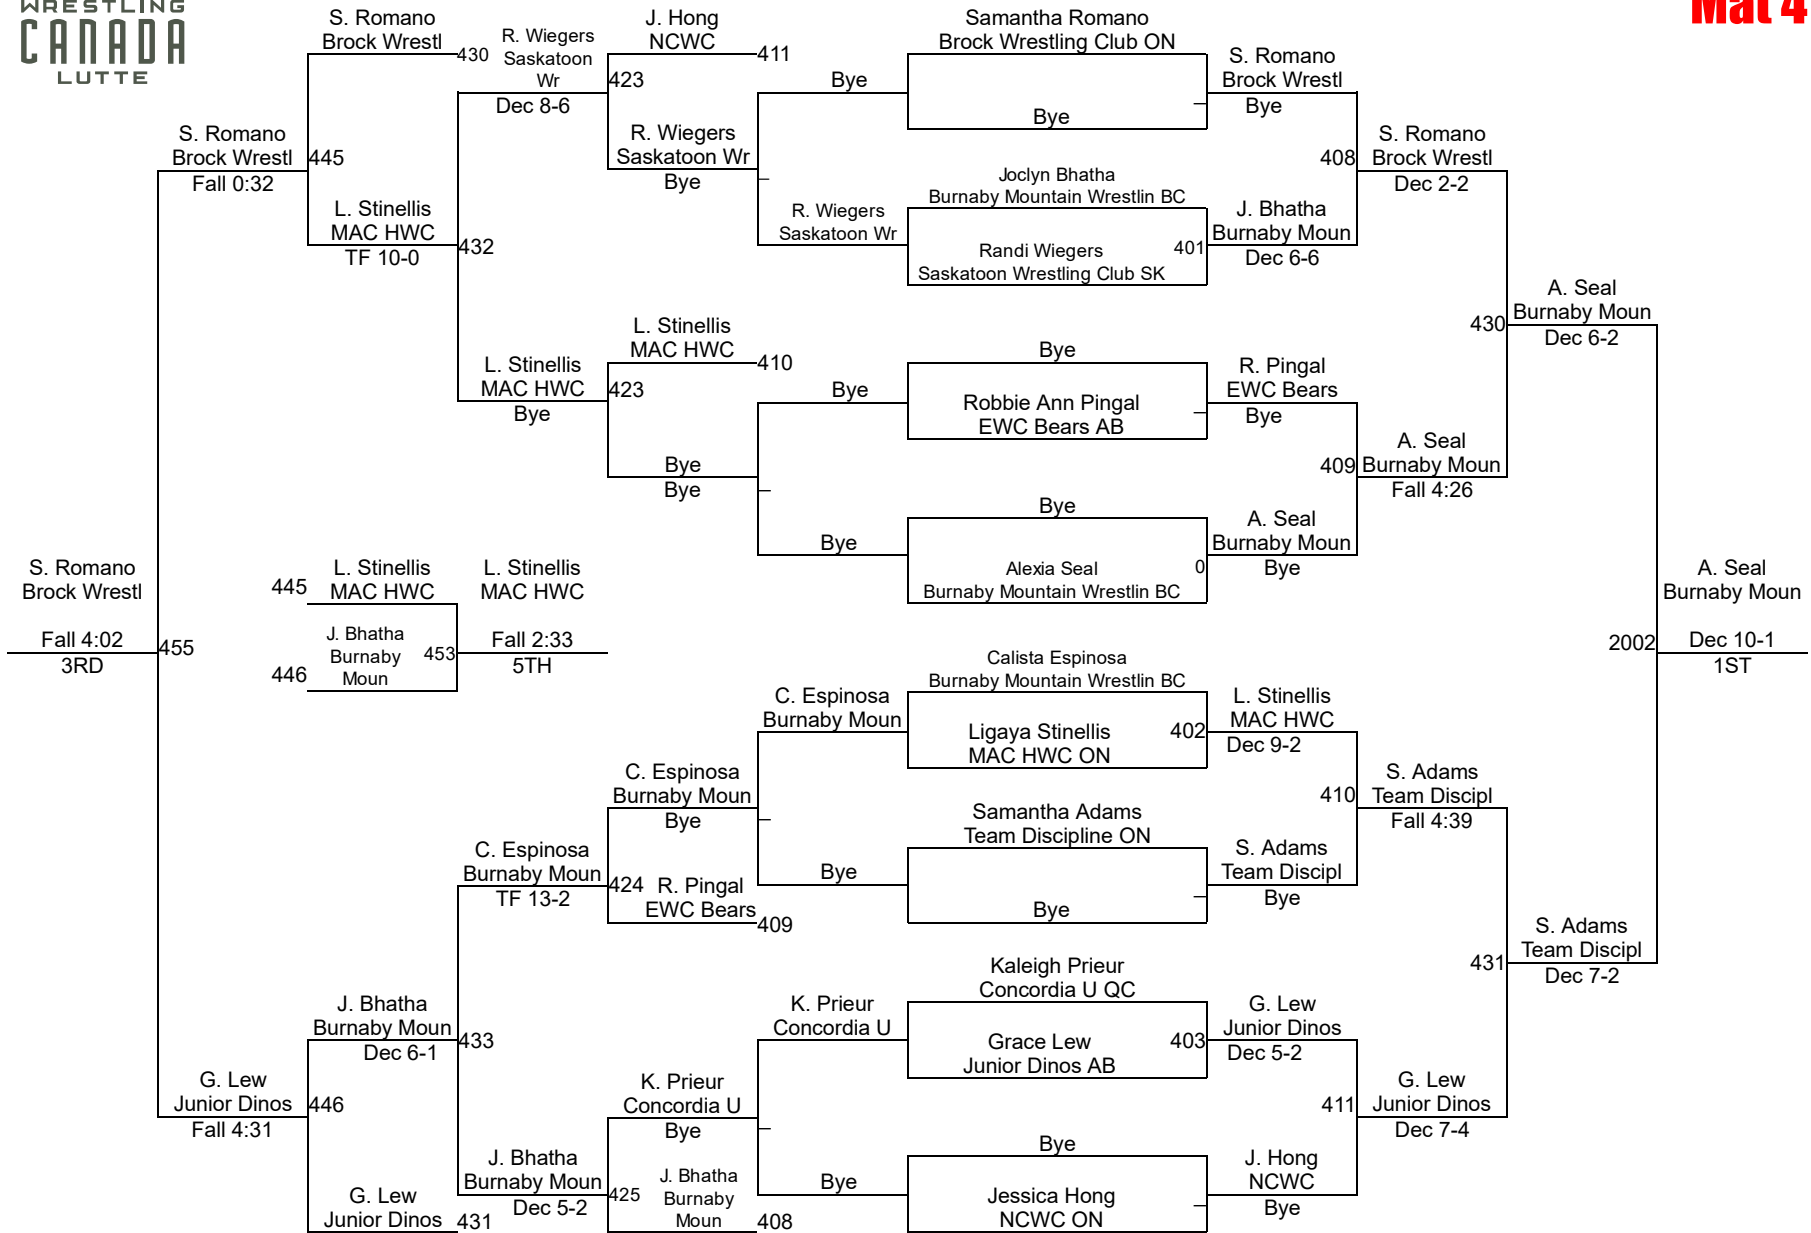 WRESTLING
CANADA
LUTTE
Mat 4
S. Romano
Brock Wrestl
430
R. Wiegers
Saskatoon
Wr
Dec 8-6
J. Hong
NCWC
411
423
Bye
Samantha Romano
Brock Wrestling Club ON
Bye
S. Romano
Brock Wrestl
Bye
S. Romano
Brock Wrestl
Fall 0:32
445
R. Wiegers
Saskatoon Wr
Bye
408
S. Romano
Brock Wrestl
Dec 2-2
L. Stinellis
MAC HWC
TF 10-0
432
R. Wiegers
Saskatoon Wr
Joclyn Bhatha
Burnaby Mountain Wrestlin BC
Randi Wiegers
Saskatoon Wrestling Club SK
401
J. Bhatha
Burnaby Moun
Dec 6-6
A. Seal
Burnaby Moun
Dec 6-2
430
L. Stinellis
MAC HWC
410
L. Stinellis
MAC HWC
Bye
423
Bye
Bye
Robbie Ann Pingal
EWC Bears AB
R. Pingal
EWC Bears
Bye
409
A. Seal
Burnaby Moun
Fall 4:26
Bye
Bye
Bye
Bye
Alexia Seal
Burnaby Mountain Wrestlin BC
0
A. Seal
Burnaby Moun
Bye
S. Romano
Brock Wrestl
Fall 4:02
3RD
455
445
L. Stinellis
MAC HWC
446
J. Bhatha
Burnaby
Moun
453
L. Stinellis
MAC HWC
Fall 2:33
5TH
A. Seal
Burnaby Moun
2002
Dec 10-1
1ST
C. Espinosa
Burnaby Moun
Calista Espinosa
Burnaby Mountain Wrestlin BC
Ligaya Stinellis
MAC HWC ON
402
L. Stinellis
MAC HWC
Dec 9-2
C. Espinosa
Burnaby Moun
Bye
410
S. Adams
Team Discipl
Fall 4:39
C. Espinosa
Burnaby Moun
TF 13-2
424
R. Pingal
EWC Bears
409
Bye
Samantha Adams
Team Discipline ON
Bye
S. Adams
Team Discipl
Bye
431
S. Adams
Team Discipl
Dec 7-2
J. Bhatha
Burnaby Moun
Dec 6-1
433
K. Prieur
Concordia U
Kaleigh Prieur
Concordia U QC
Grace Lew
Junior Dinos AB
403
G. Lew
Junior Dinos
Dec 5-2
G. Lew
Junior Dinos
Fall 4:31
446
K. Prieur
Concordia U
Bye
411
G. Lew
Junior Dinos
Dec 7-4
G. Lew
Junior Dinos
431
J. Bhatha
Burnaby Moun
Dec 5-2
425
J. Bhatha
Burnaby
Moun
408
Bye
Bye
Jessica Hong
NCWC ON
J. Hong
NCWC
Bye